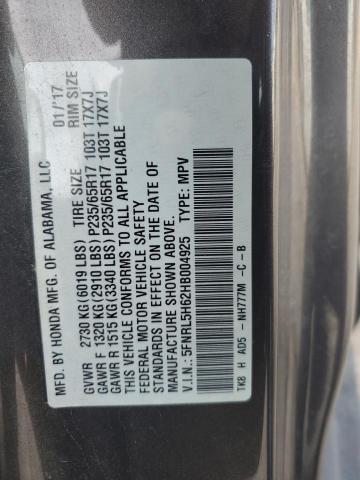 MFD. BY HONDA MFG. OF ALABAMA, LLC 01/'17
TIRE SIZE RIM SIZE
GVWR 2730 KG(6019 LBS)
GAWR F 1320 KG(2910 LBS) P235/65R17 103T 17X7J
GAWR R 1515 KG(3340 LBS) P235/65R17 103T 17X7J
THIS VEHICLE CONFORMS TO ALL APPLICABLE
FEDERAL MOTOR VEHICLE SAFETY
STANDARDS IN EFFECT ON THE DATE OF
MANUFACTURE SHOWN ABOVE.
V.I.N.: 5FNRL5H62HB004925 TYPE: MPV
TK8 H AD5 -NH777M -C-B